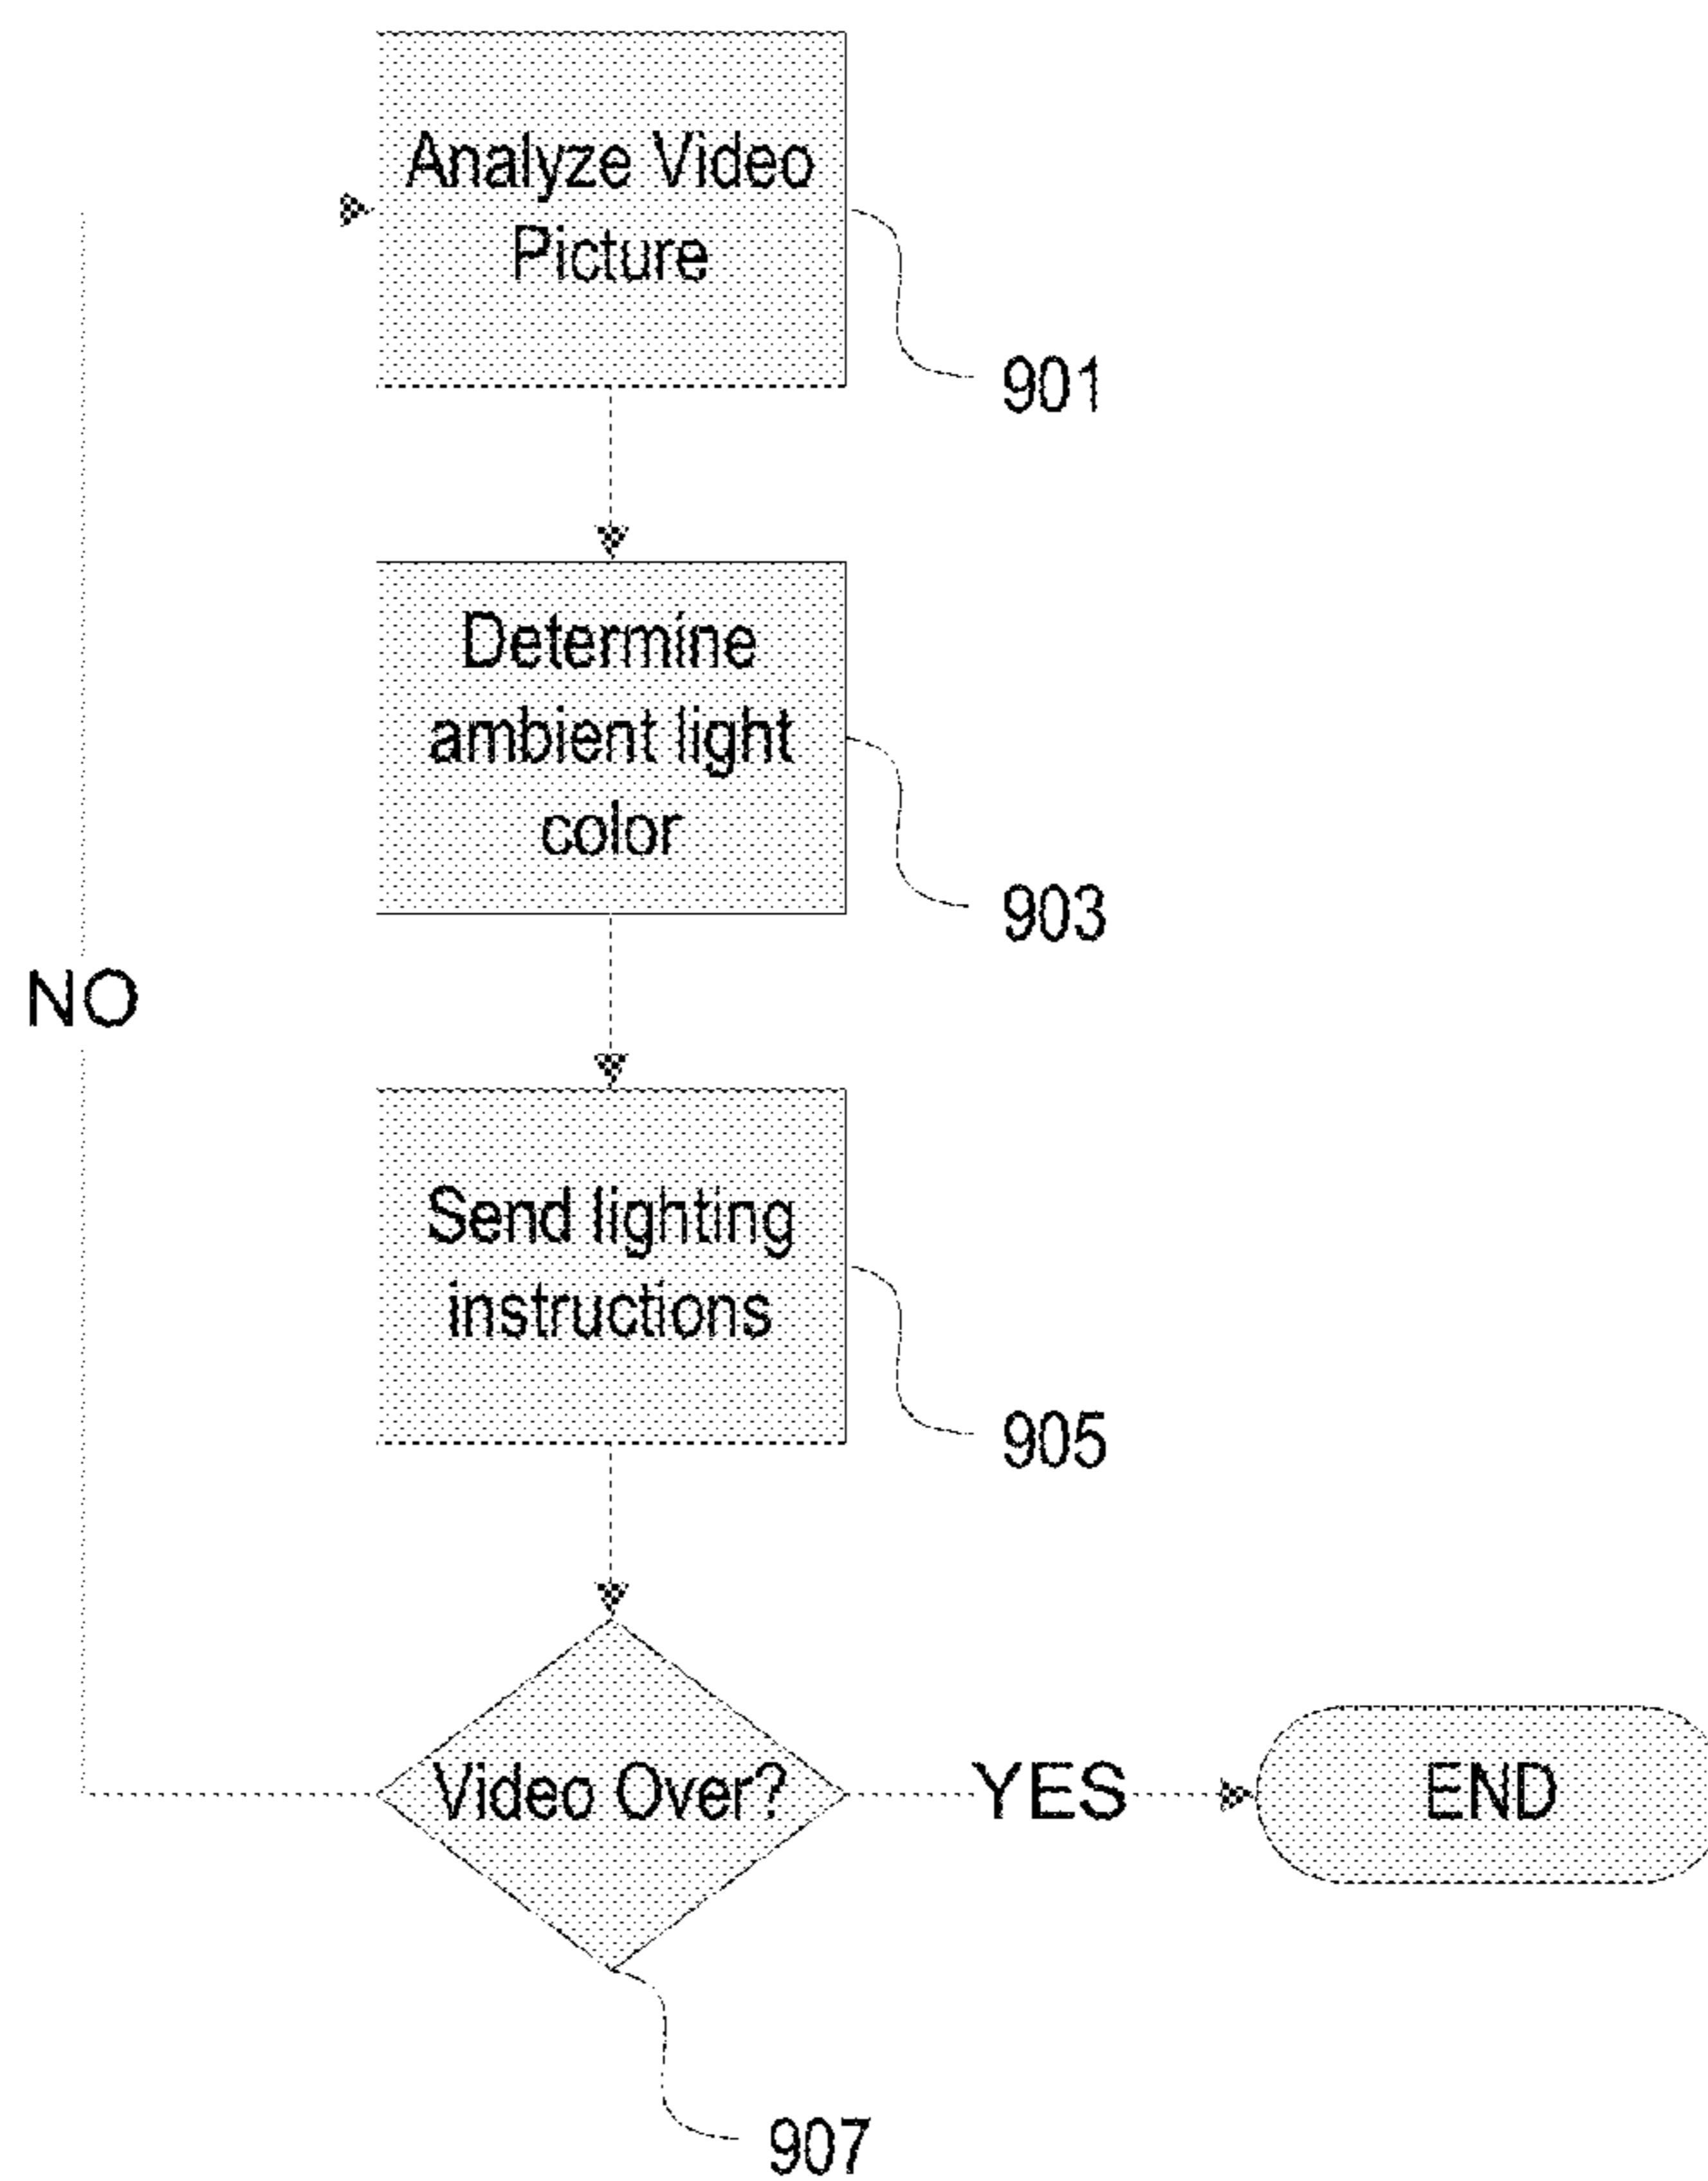 Analyze Video
Picture
901
Determine
ambient light
color
903
NO
Send lighting
instructions
905
Video Over?
YES
END
907